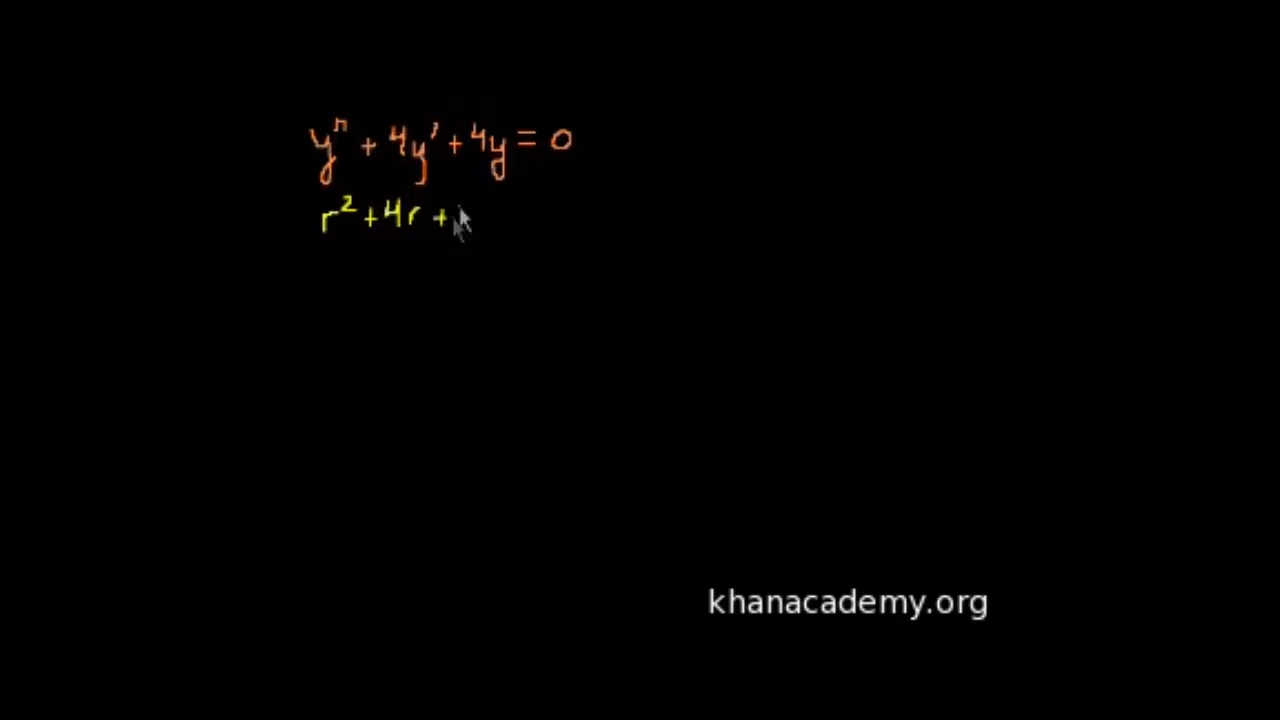 y'' + 4y' + 4y = 0
r² + 4r +
khanacademy.org